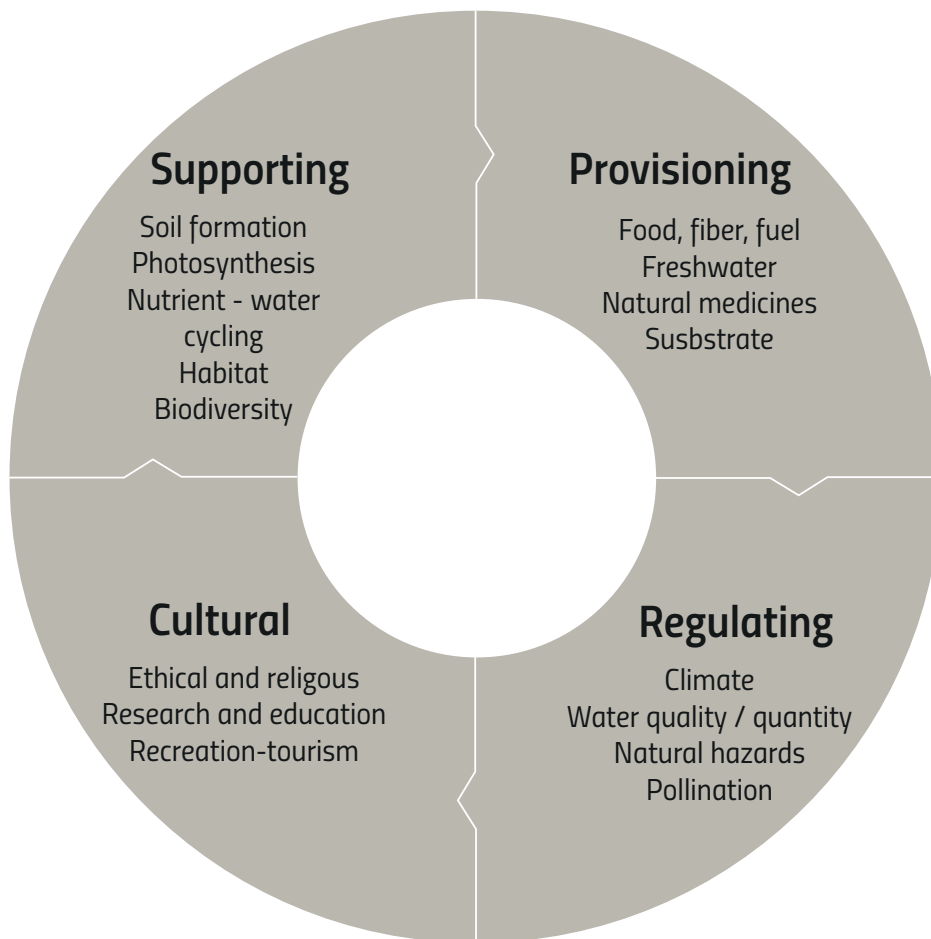 Supporting
Soil formation
Photosynthesis
Nutrient - water
cycling
Habitat
Biodiversity
Provisioning
Food, fiber, fuel
Freshwater
Natural medicines
Susbstrate
Cultural
Ethical and religous
Research and education
Recreation-tourism
Regulating
Climate
Water quality / quantity
Natural hazards
Pollination